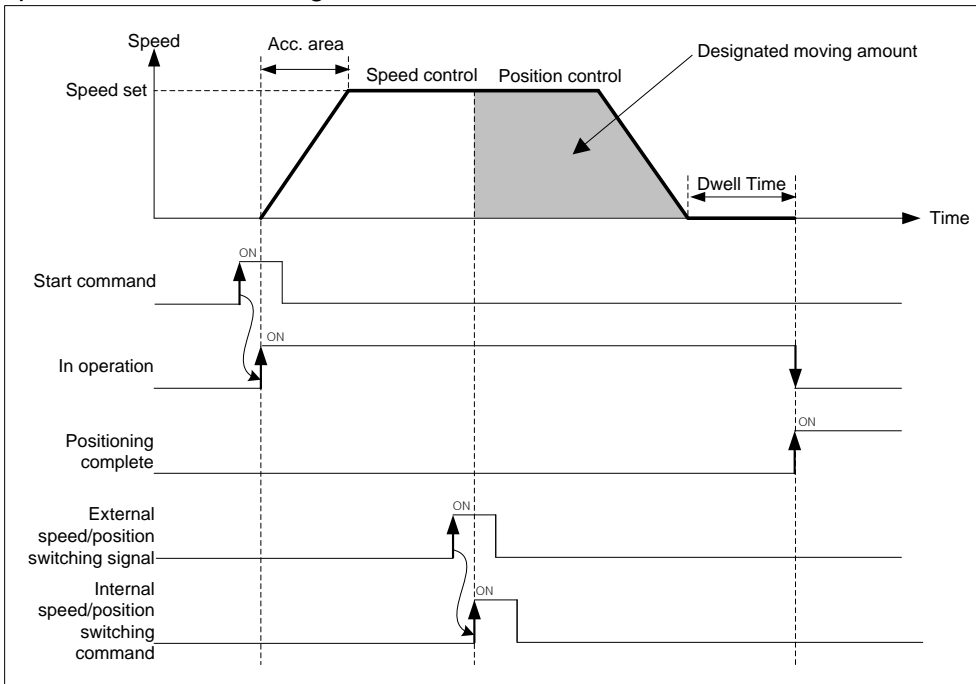 Speed
Acc. area
Designated moving amount
Speed control
Position control
Speed set
Dwell Time
Time
ON
Start command
ON
In operation
ON
Positioning
complete
ON
External
speed/position
switching signal
ON
Internal
speed/position
switching
command